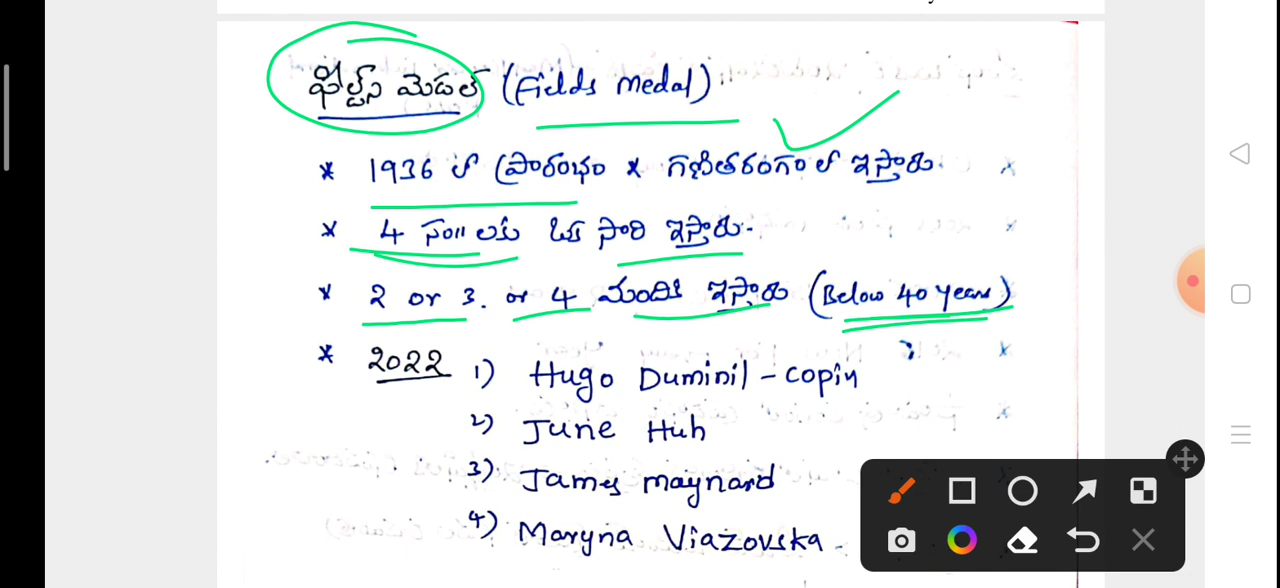 ఫీల్డ్స్ మెడల్ (Fields medal)
* 1936 లో ప్రారంభం * గణితరంగంలో ఇస్తారు.
* 4 సం॥ లకు ఒక సారి ఇస్తారు.
* 2 or 3. or 4 మందికి ఇస్తారు (Below 40 years)
* 2022 1) Hugo Duminil-copin
2) June Huh
3) James maynard
4) Maryna Viazovska.